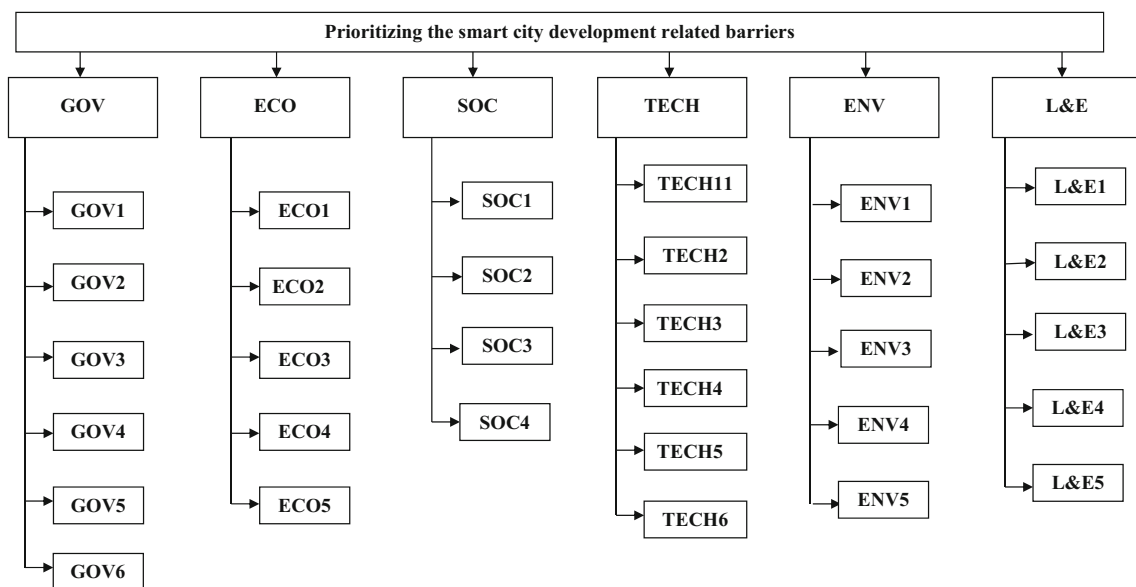 Prioritizing the smart city development related barriers
GOV
ECO
SOC
TECH
ENV
L&E
GOV1
GOV2
GOV3
GOV4
GOV5
GOV6
ECO1
ECO2
ECO3
ECO4
ECO5
SOC1
SOC2
SOC3
SOC4
TECH11
TECH2
TECH3
TECH4
TECH5
TECH6
ENV1
ENV2
ENV3
ENV4
ENV5
L&E1
L&E2
L&E3
L&E4
L&E5